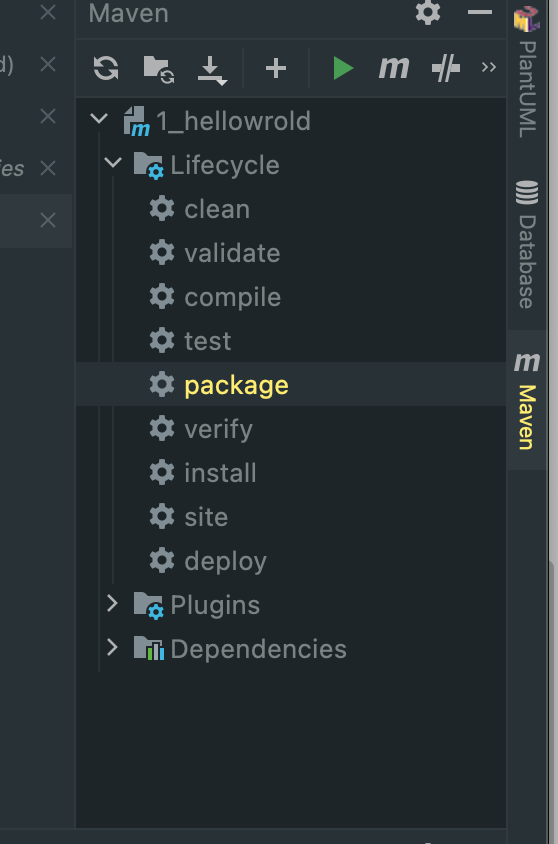 Maven
d)
1_hellowrold
Lifecycle
clean
validate
compile
test
package
verify
install
site
deploy
Plugins
Dependencies
ies
PlantUML
Database
m
Maven